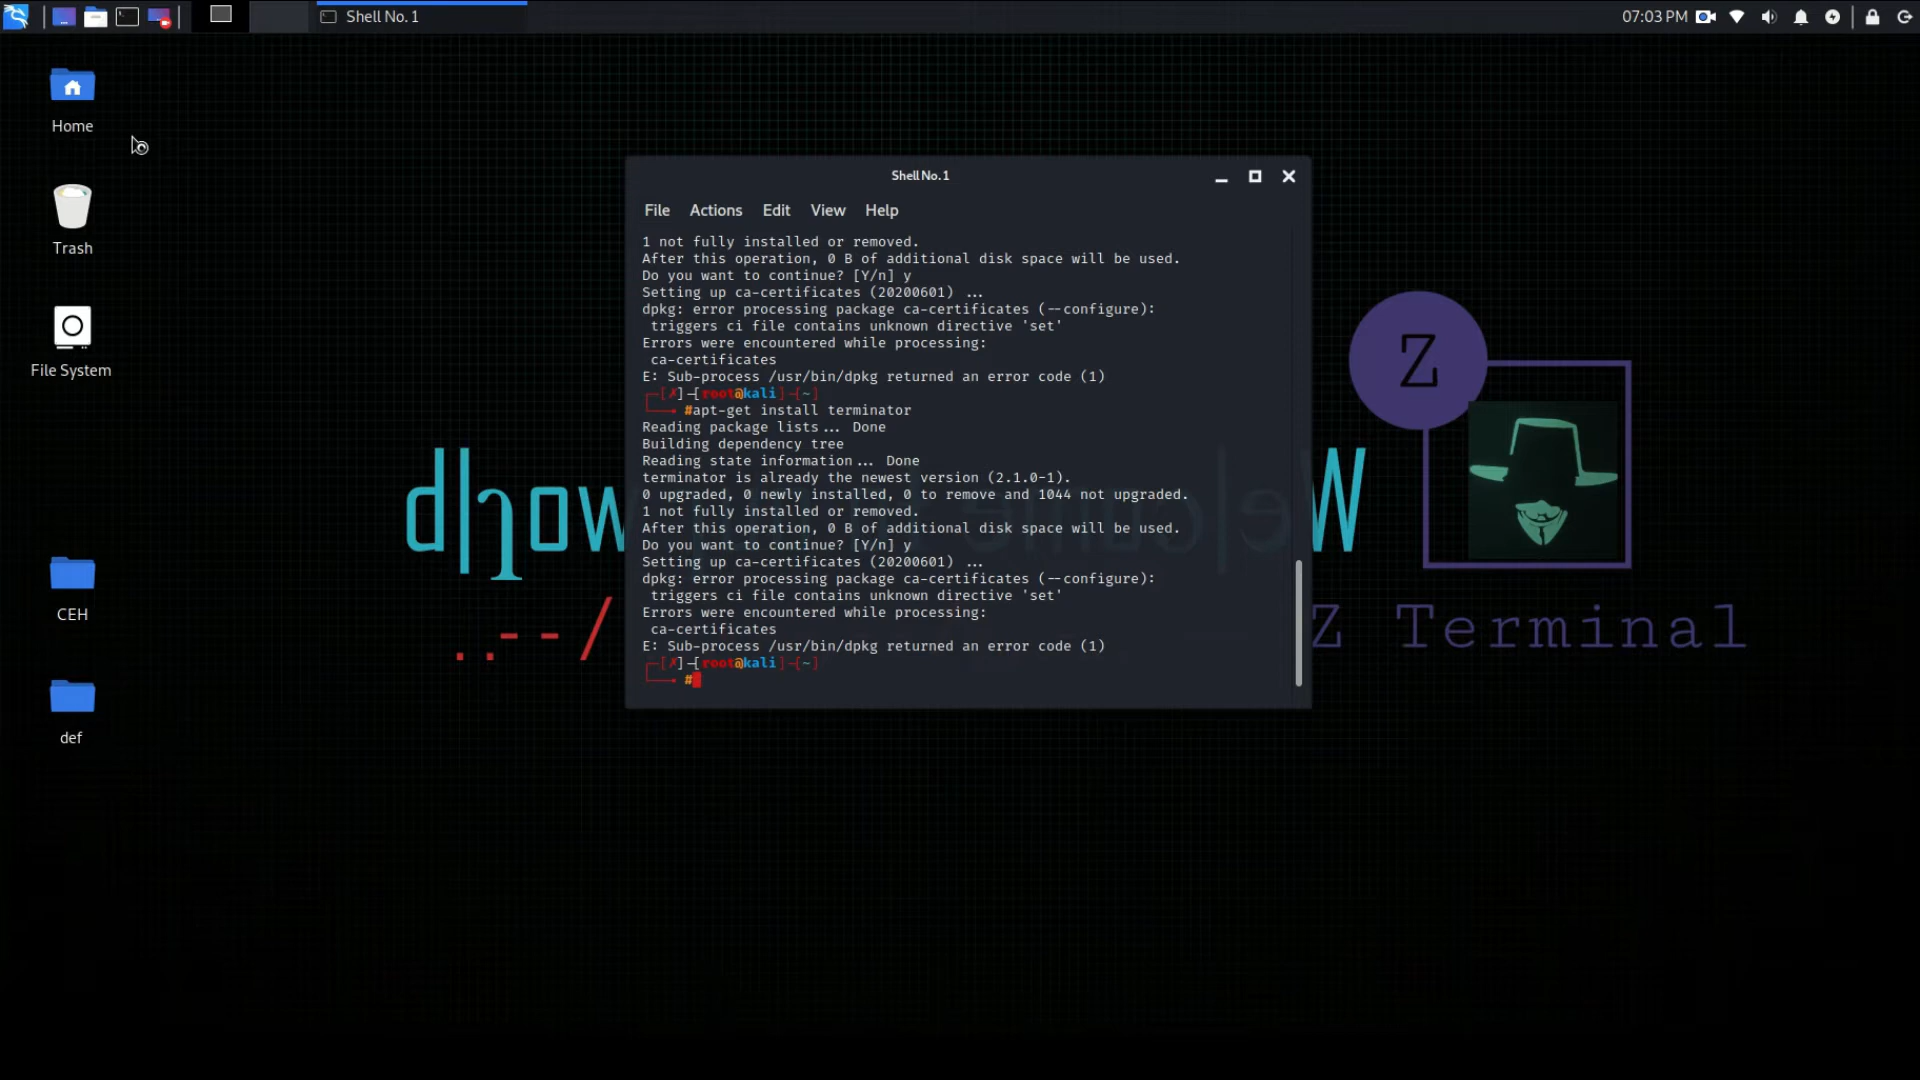 Shell No. 1
07:03 PM
Home
Trash
File System
CEH
def
Shell No. 1
File Actions Edit View Help
1 not fully installed or removed.
After this operation, 0 B of additional disk space will be used.
Do you want to continue? [Y/n] y
Setting up ca-certificates (20200601) ...
dpkg: error processing package ca-certificates (--configure):
triggers ci file contains unknown directive 'set'
Errors were encountered while processing:
ca-certificates
E: Sub-process /usr/bin/dpkg returned an error code (1)
┌─[✗]─[root@kali]─[~]
└──╼ #apt-get install terminator
Reading package lists... Done
Building dependency tree
Reading state information... Done
terminator is already the newest version (2.1.0-1).
0 upgraded, 0 newly installed, 0 to remove and 1044 not upgraded.
1 not fully installed or removed.
After this operation, 0 B of additional disk space will be used.
Do you want to continue? [Y/n] y
Setting up ca-certificates (20200601) ...
dpkg: error processing package ca-certificates (--configure):
triggers ci file contains unknown directive 'set'
Errors were encountered while processing:
ca-certificates
E: Sub-process /usr/bin/dpkg returned an error code (1)
┌─[✗]─[root@kali]─[~]
└──╼ #
Z
Z Terminal